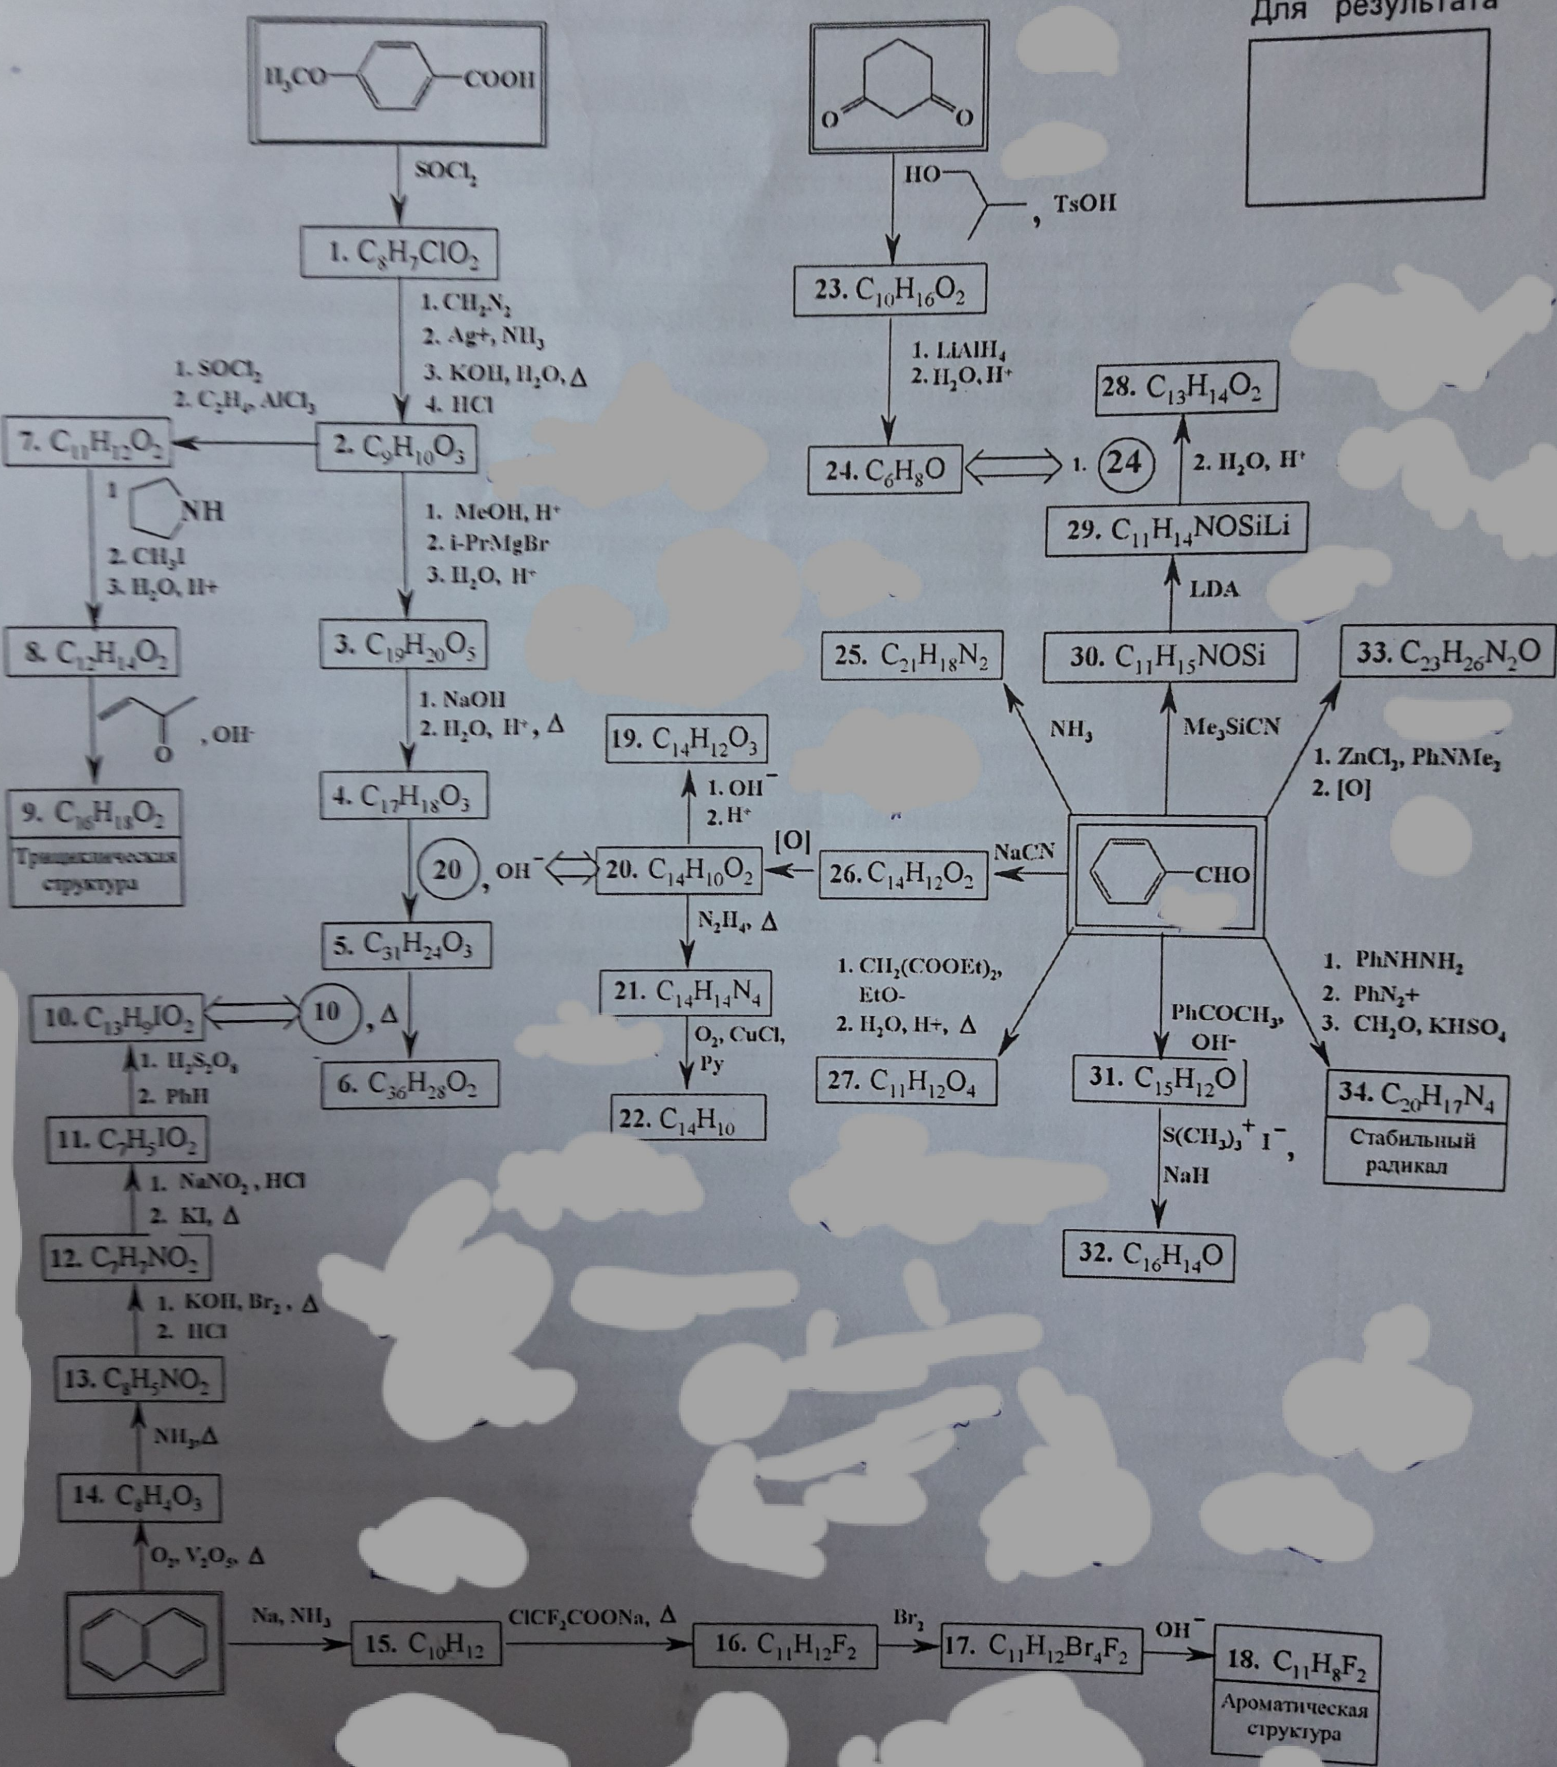 Для результата
H₃CO
COOH
SOCl₂
1. C₈H₇ClO₂
1. CH₂N₂
2. Ag+, NH₃
3. KOH, H₂O, Δ
4. HCl
1. SOCl₂
2. C₂H₄, AlCl₃
7. C₁₁H₁₂O₂
2. C₉H₁₀O₃
1
NH
2. CH₃I
3. H₂O, H+
1. MeOH, H⁺
2. i-PrMgBr
3. H₂O, H⁺
8. C₁₂H₁₄O₂
3. C₁₉H₂₀O₅
O
, OH-
1. NaOH
2. H₂O, H⁺, Δ
9. C₁₆H₁₈O₂
Трициклическая
структура
4. C₁₇H₁₈O₃
20 , OH⁻
5. C₃₁H₂₄O₃
10 , Δ
6. C₃₆H₂₈O₂
10. C₁₃H₉IO₂
1. H₂S₂O₈
2. PhH
11. C₇H₅IO₂
1. NaNO₂, HCl
2. KI, Δ
12. C₇H₇NO₂
1. KOH, Br₂, Δ
2. HCl
13. C₈H₅NO₂
NH₃,Δ
14. C₈H₄O₃
O₂, V₂O₅, Δ
Na, NH₃
15. C₁₀H₁₂
ClCF₂COONa, Δ
16. C₁₁H₁₂F₂
Br₂
17. C₁₁H₁₂Br₄F₂
OH⁻
18. C₁₁H₈F₂
Ароматическая
структура
19. C₁₄H₁₂O₃
1. OH⁻
2. H⁺
20. C₁₄H₁₀O₂
[O]
26. C₁₄H₁₂O₂
NaCN
N₂H₄, Δ
21. C₁₄H₁₄N₄
O₂, CuCl,
Py
22. C₁₄H₁₀
O
O
HO
, TsOH
23. C₁₀H₁₆O₂
1. LiAlH₄
2. H₂O, H⁺
24. C₆H₈O
1. 24
2. H₂O, H⁺
28. C₁₃H₁₄O₂
29. C₁₁H₁₄NOSiLi
LDA
25. C₂₁H₁₈N₂
30. C₁₁H₁₅NOSi
33. C₂₃H₂₆N₂O
NH₃
Me₃SiCN
1. ZnCl₂, PhNMe₂
2. [O]
CHO
1. CH₂(COOEt)₂,
EtO-
2. H₂O, H+, Δ
27. C₁₁H₁₂O₄
PhCOCH₃,
OH-
31. C₁₅H₁₂O
S(CH₃)₃⁺ I⁻,
NaH
32. C₁₆H₁₄O
1. PhNHNH₂
2. PhN₂+
3. CH₂O, KHSO₄
34. C₂₀H₁₇N₄
Стабильный
радикал